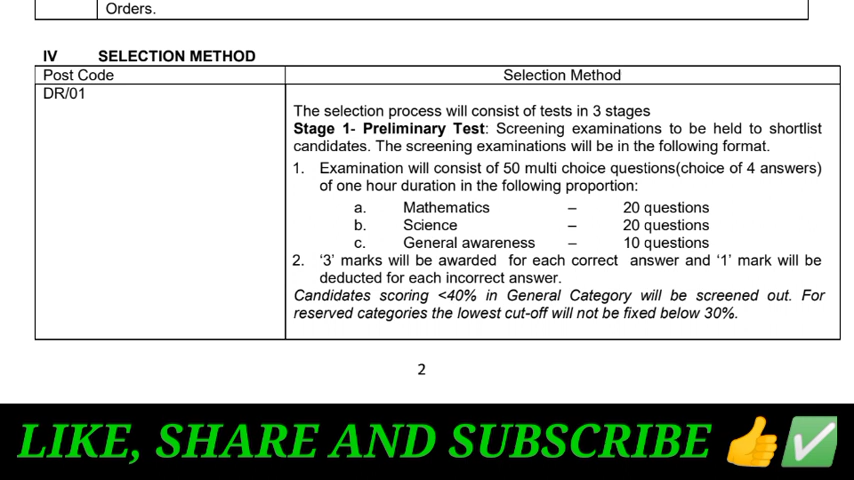 Orders.
IV SELECTION METHOD
Post Code Selection Method
DR/01
The selection process will consist of tests in 3 stages
Stage 1- Preliminary Test: Screening examinations to be held to shortlist
candidates. The screening examinations will be in the following format.
1. Examination will consist of 50 multi choice questions(choice of 4 answers)
of one hour duration in the following proportion:
a. Mathematics – 20 questions
b. Science – 20 questions
c. General awareness – 10 questions
2. ‘3’ marks will be awarded for each correct answer and ‘1’ mark will be
deducted for each incorrect answer.
Candidates scoring <40% in General Category will be screened out. For
reserved categories the lowest cut-off will not be fixed below 30%.
2
LIKE, SHARE AND SUBSCRIBE